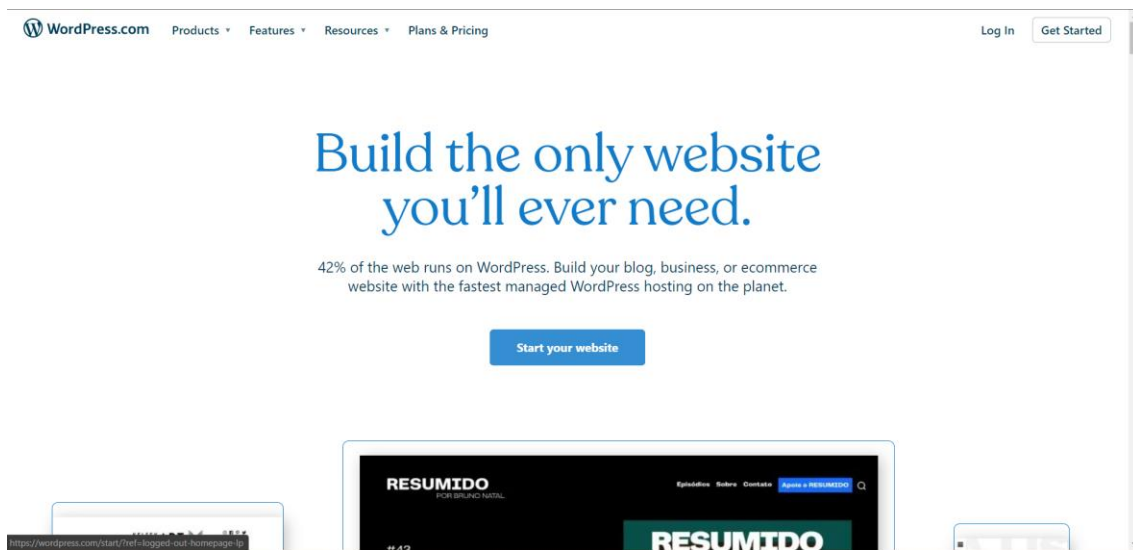 WordPress.com Products Features Resources Plans & Pricing Log In Get Started
Build the only website
you'll ever need.
42% of the web runs on WordPress. Build your blog, business, or ecommerce
website with the fastest managed WordPress hosting on the planet.
Start your website
RESUMIDO
POR BRUNO NATAL
Episódios Sobre Contato Apoie o RESUMIDO
#43
RESUMIDO
https://wordpress.com/start/?ref=logged-out-homepage-lp